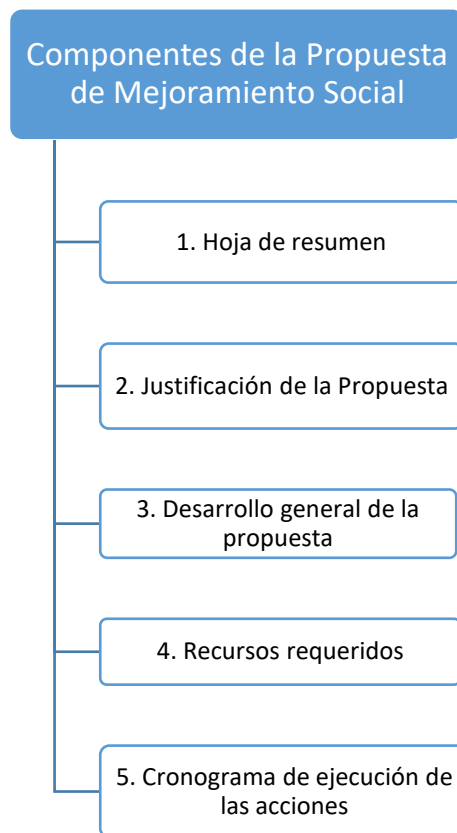 Componentes de la Propuesta
de Mejoramiento Social
1. Hoja de resumen
2. Justificación de la Propuesta
3. Desarrollo general de la
propuesta
4. Recursos requeridos
5. Cronograma de ejecución de
las acciones